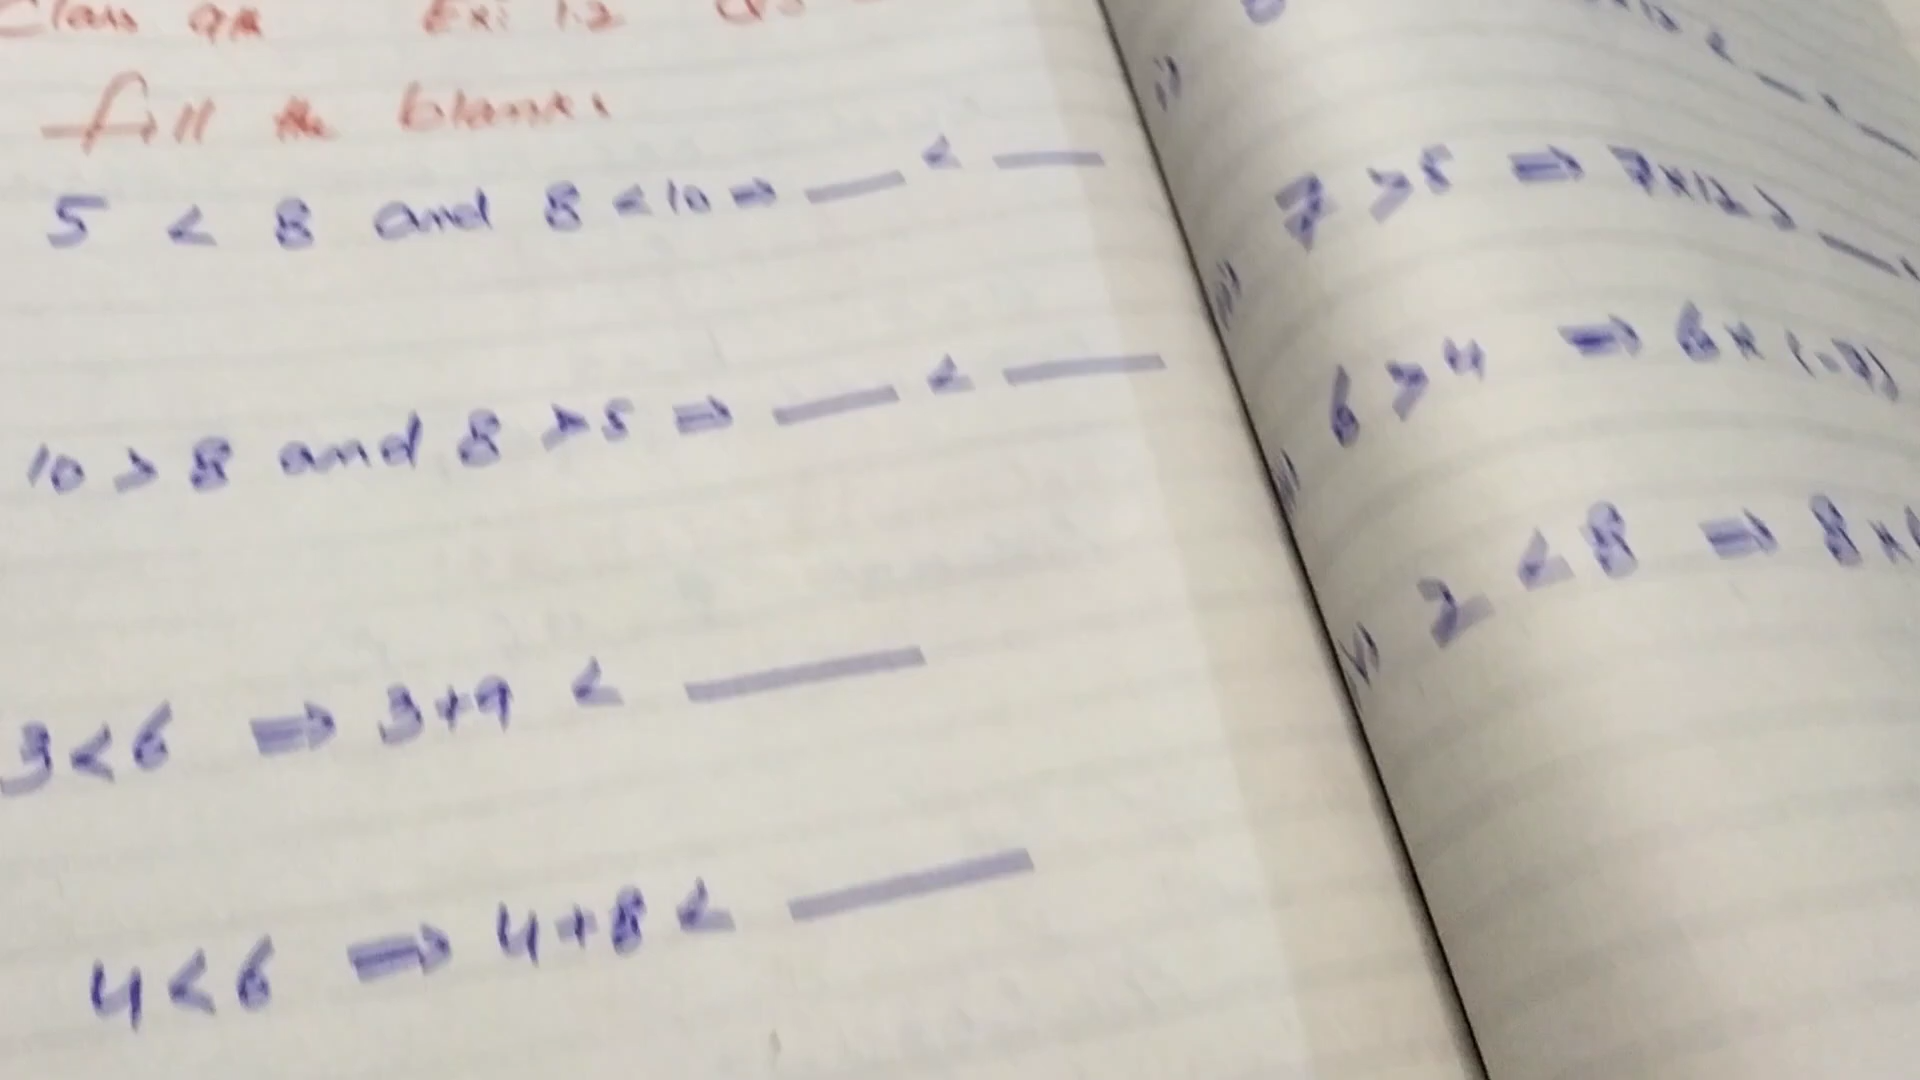 Class 9th Ex: 1.2
fill the blanks
5 < 8 and 8 < 10 ⇒ ___ < ___
10 > 8 and 8 > 5 ⇒ ___ < ___
3 < 6 ⇒ 3+9 < ___
4 < 6 ⇒ 4+8 < ___
7 > 5 ⇒ 7×12 > ___
6 > 4 ⇒ 6×(-7)
2 < 8 ⇒ 8×